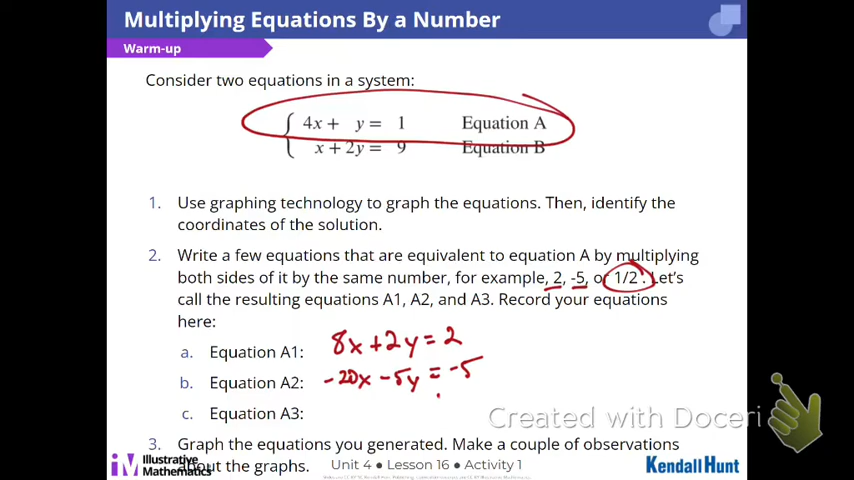 Multiplying Equations By a Number
Warm-up
Consider two equations in a system:
4x + y = 1 Equation A
x + 2y = 9 Equation B
1. Use graphing technology to graph the equations. Then, identify the
coordinates of the solution.
2. Write a few equations that are equivalent to equation A by multiplying
both sides of it by the same number, for example, 2, -5, or 1/2 . Let’s
call the resulting equations A1, A2, and A3. Record your equations
here:
a. Equation A1: 8x + 2y = 2
b. Equation A2: -20x - 5y = -5
c. Equation A3:
Created with Doceri
3. Graph the equations you generated. Make a couple of observations
about the graphs.
IM Illustrative Mathematics
Unit 4 • Lesson 16 • Activity 1
Kendall Hunt